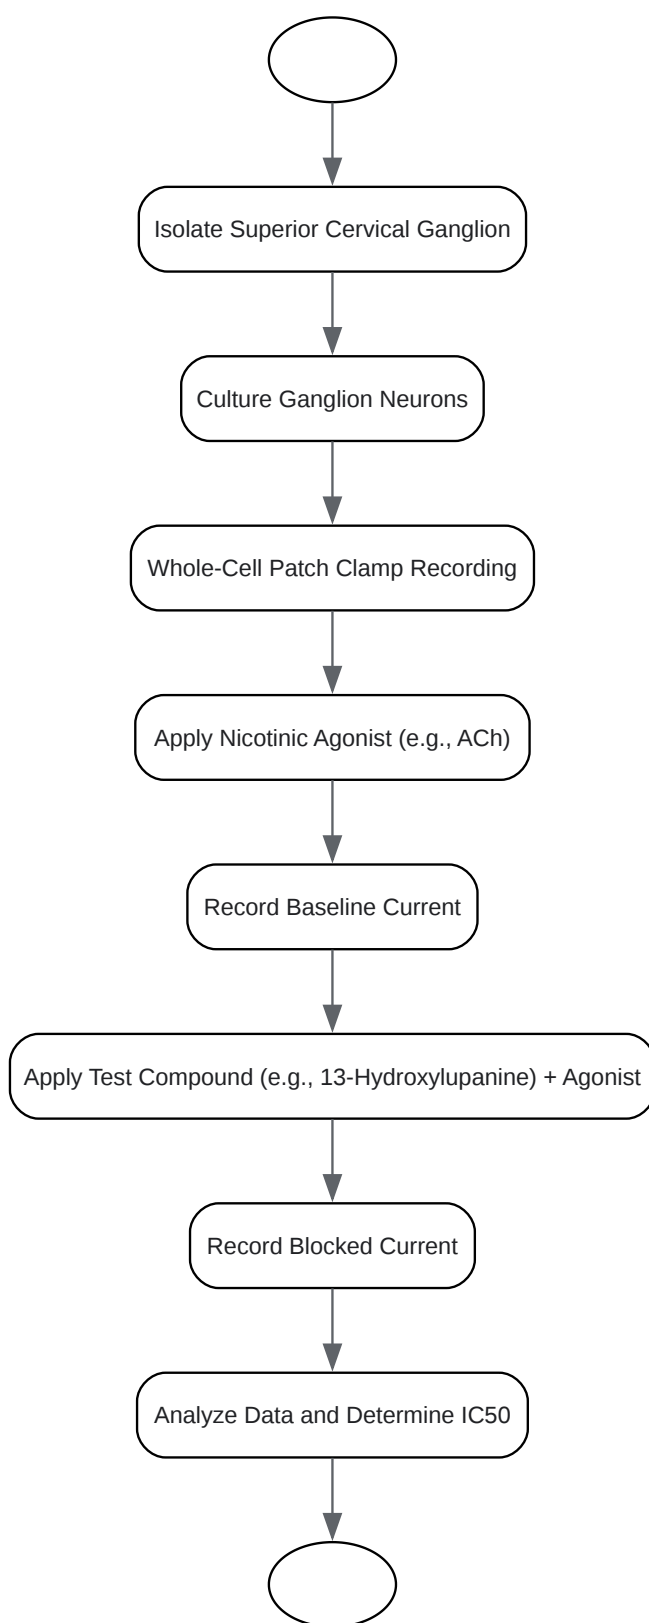 Isolate Superior Cervical Ganglion
Culture Ganglion Neurons
Whole-Cell Patch Clamp Recording
Apply Nicotinic Agonist (e.g., ACh)
Record Baseline Current
Apply Test Compound (e.g., 13-Hydroxylupanine) + Agonist
Record Blocked Current
Analyze Data and Determine IC50